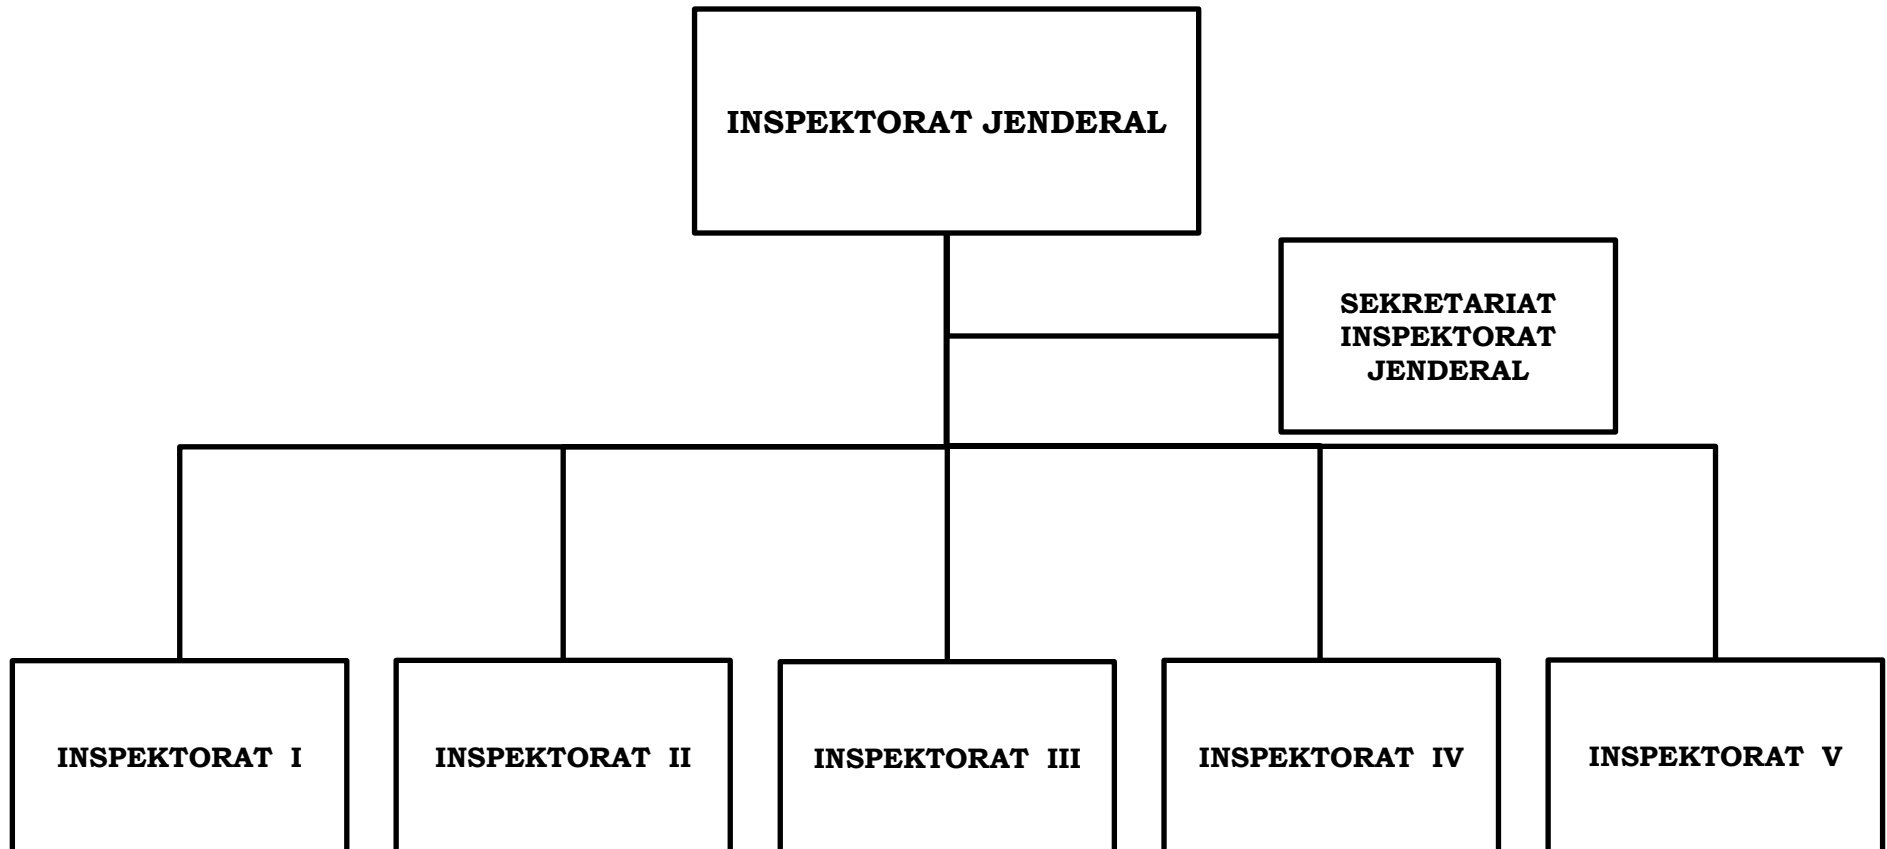 INSPEKTORAT JENDERAL
SEKRETARIAT
INSPEKTORAT
JENDERAL
INSPEKTORAT I
INSPEKTORAT II
INSPEKTORAT III
INSPEKTORAT IV
INSPEKTORAT V